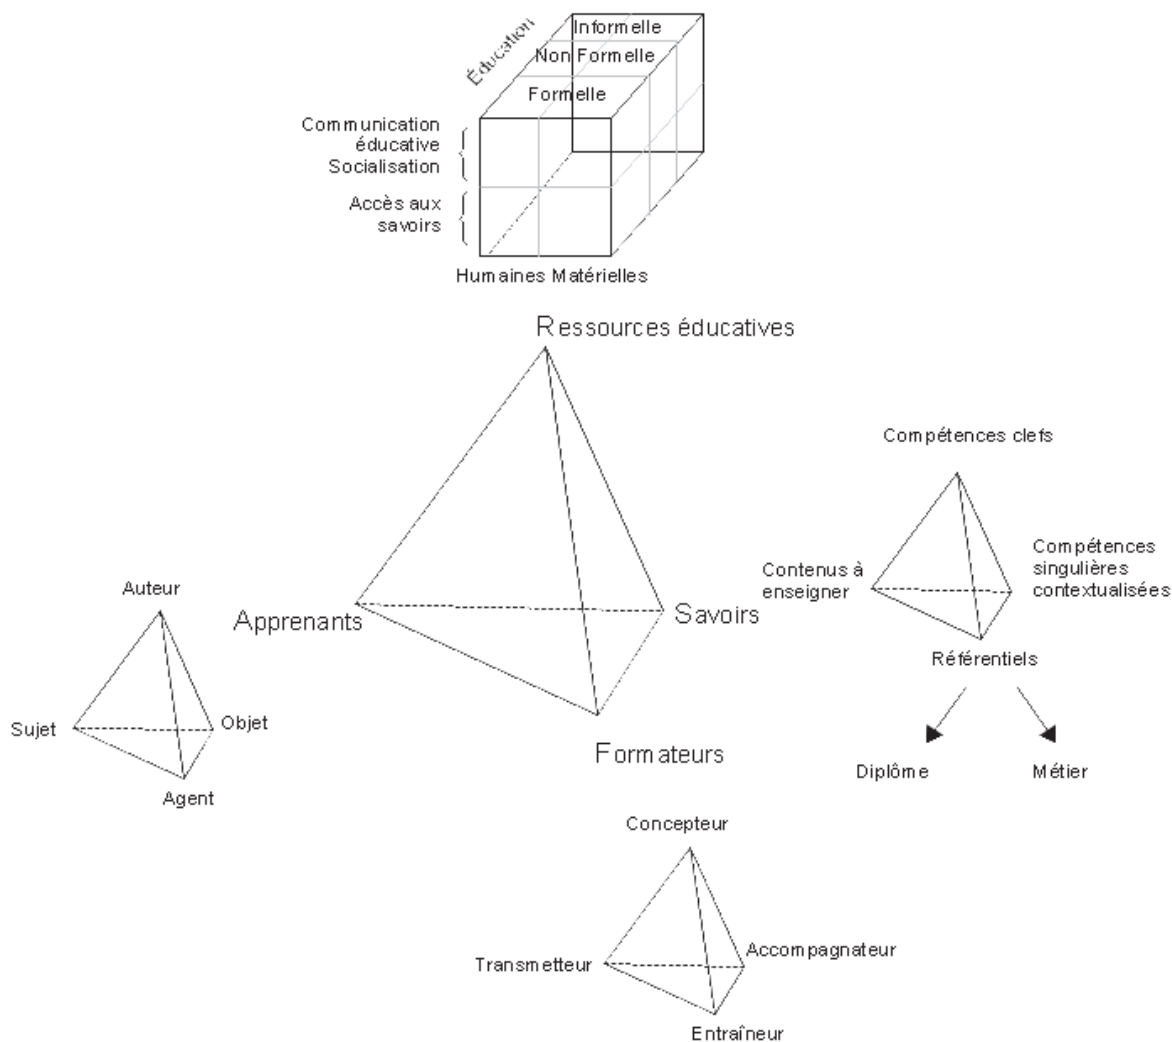 Éducation
Informelle
Non Formelle
Formelle
Communication
éducative
Socialisation
Accès aux
savoirs
Humaines Matérielles
Ressources éducatives
Apprenants
Savoirs
Formateurs
Compétences clefs
Contenus à
enseigner
Compétences
singulières
contextualisées
Référentiels
Diplôme
Métier
Auteur
Sujet
Objet
Agent
Concepteur
Transmetteur
Accompagnateur
Entraîneur